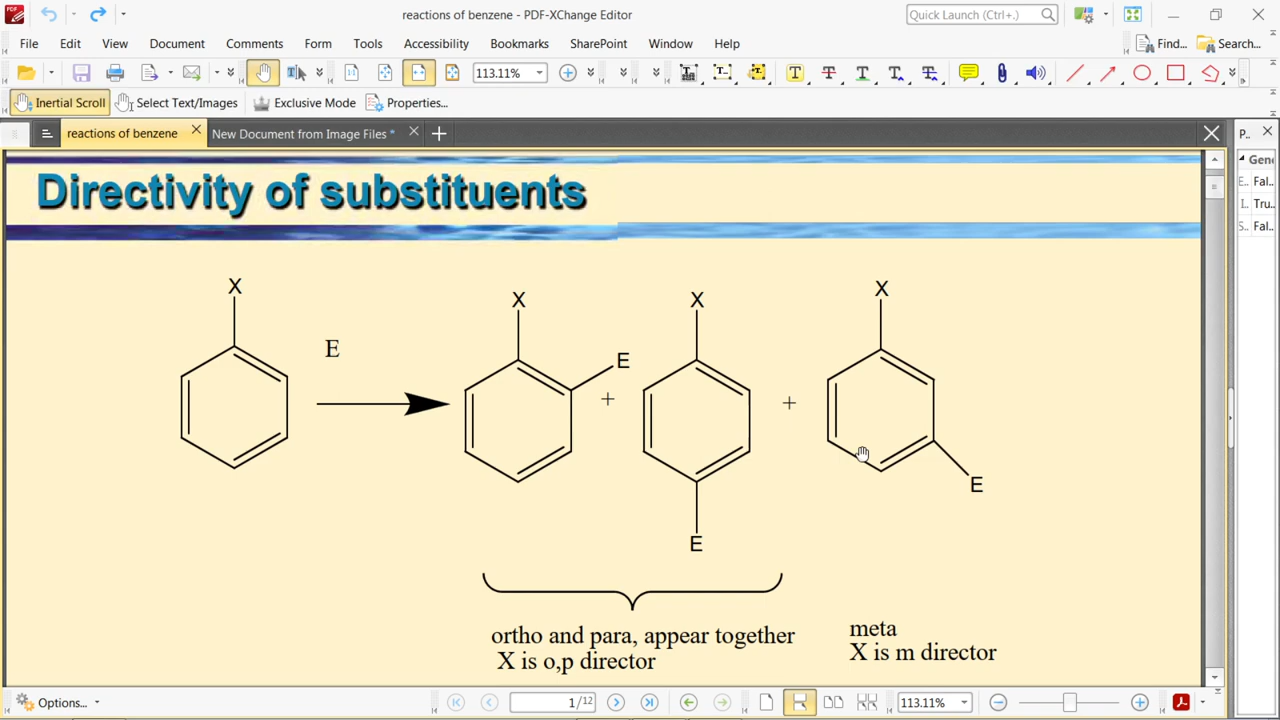 reactions of benzene - PDF-XChange Editor
Quick Launch (Ctrl+.)
File Edit View Document Comments Form Tools Accessibility Bookmarks SharePoint Window Help
Find... Search...
113.11%
Inertial Scroll Select Text/Images Exclusive Mode Properties...
reactions of benzene New Document from Image Files * P..
Directivity of substituents
Gene
E.. Fal..
I.. Tru..
S.. Fal..
X X X X
E
E
+ +
E
E
ortho and para, appear together
X is o,p director
meta
X is m director
Options... 1/12 113.11%